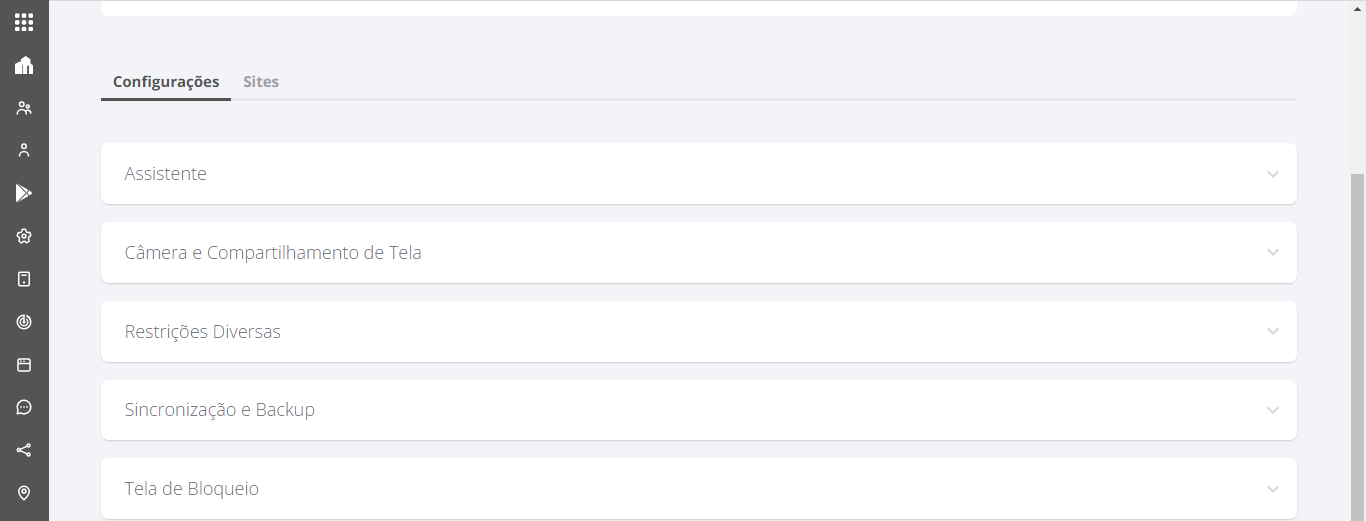 Configurações Sites
Assistente
Câmera e Compartilhamento de Tela
Restrições Diversas
Sincronização e Backup
Tela de Bloqueio